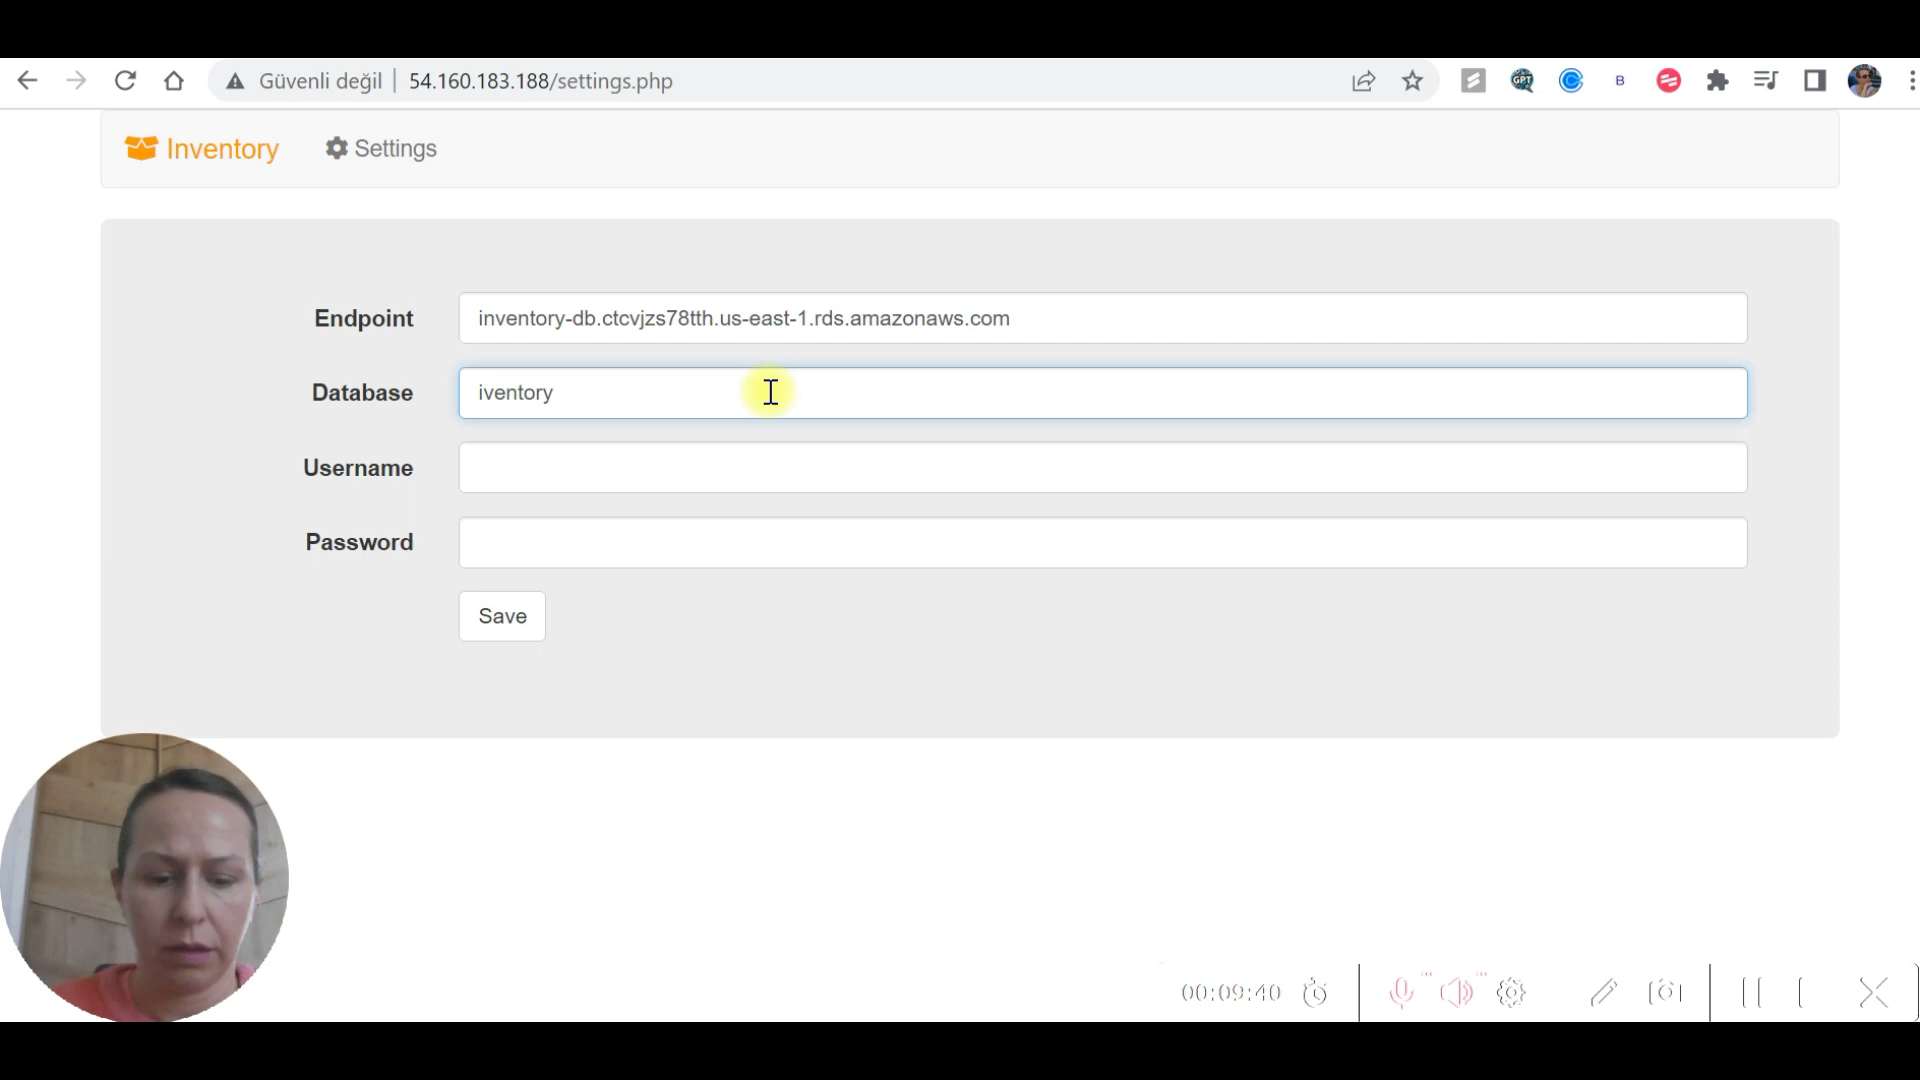 Güvenli değil 54.160.183.188/settings.php
GPT
B
Inventory Settings
Endpoint inventory-db.ctcvjzs78tth.us-east-1.rds.amazonaws.com
Database iventory
Username
Password
Save
00:09:40